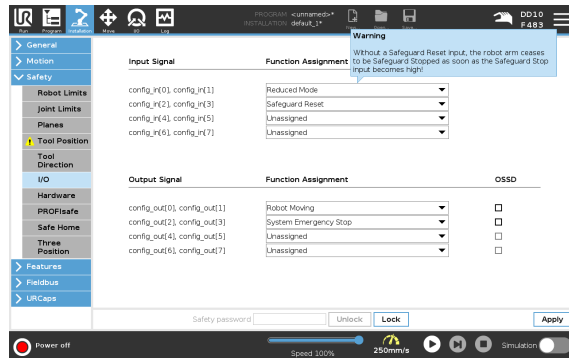 PROGRAM <unnamed>*
INSTALLATION default_1*
DD10
F483
Run
Program
Installation
Move
I/O
Log
Warning
Without a Safeguard Reset input, the robot arm ceases
to be Safeguard Stopped as soon as the Safeguard Stop
input becomes high!
General
Motion
Safety
Robot Limits
Joint Limits
Planes
Tool Position
Tool
Direction
I/O
Hardware
PROFIsafe
Safe Home
Three
Position
Features
Fieldbus
URCaps
Input Signal Function Assignment
config_in[0], config_in[1] Reduced Mode
config_in[2], config_in[3] Safeguard Reset
config_in[4], config_in[5] Unassigned
config_in[6], config_in[7] Unassigned
Output Signal Function Assignment OSSD
config_out[0], config_out[1] Robot Moving
config_out[2], config_out[3] System Emergency Stop
config_out[4], config_out[5] Unassigned
config_out[6], config_out[7] Unassigned
Safety password Unlock Lock Apply
Power off
Speed 100%
250mm/s
Simulation